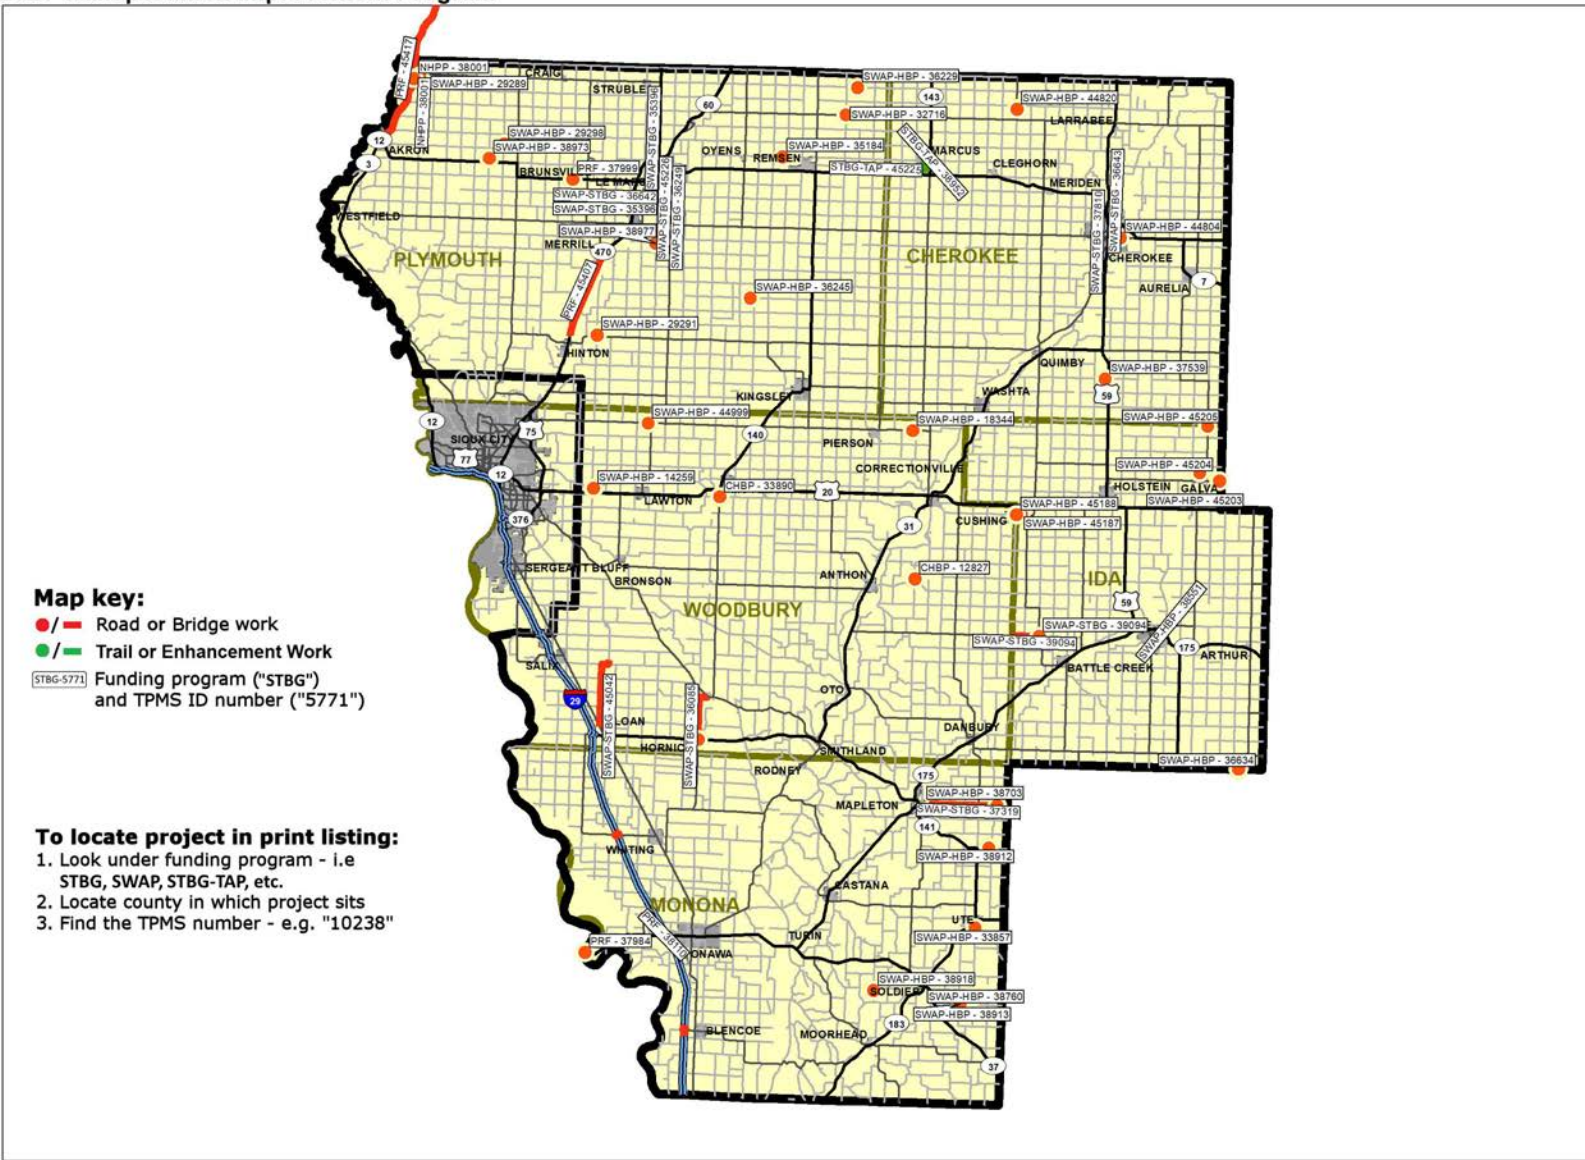 PRF - 45417
NHPP - 38001
SWAP-HBP - 29289
NHPP - 38001
CRAIG
STRUBLE
SWAP-STBG - 35396
60
SWAP-HBP - 36229
143
SWAP-HBP - 44820
SWAP-HBP - 32716
LARRABEE
12
AKRON
3
SWAP-HBP - 29298
SWAP-HBP - 38973
OYENS
REMSEN
SWAP-HBP - 35184
STBG-TAP - 45225
STBG-TAP - 38952
MARCUS
CLEGHORN
MERIDEN
SWAP-STBG - 36643
BRUNSVI
PRF - 37999
LE MARS
SWAP-STBG - 36642
SWAP-STBG - 35396
SWAP-STBG - 45226
SWAP-STBG - 36249
SWAP-STBG - 37810
WESTFIELD
SWAP-HBP - 38977
MERRILL
470
SWAP-HBP - 44804
CHEROKEE
PLYMOUTH
CHEROKEE
AURELIA
7
PRF - 45407
SWAP-HBP - 36245
SWAP-HBP - 29291
HINTON
QUIMBY
SWAP-HBP - 37539
59
KINGSLEY
WASHTA
12
SWAP-HBP - 44999
SWAP-HBP - 18344
SWAP-HBP - 45205
SIOUX CITY
75
140
PIERSON
77
12
CORRECTIONVILLE
SWAP-HBP - 45204
SWAP-HBP - 14259
CHBP - 33890
20
LAWTON
HOLSTEIN
GALVA
SWAP-HBP - 45203
376
31
CUSHING
SWAP-HBP - 45188
SWAP-HBP - 45187
SERGEANT BLUFF
BRONSON
ANTHON
CHBP - 12827
IDA
WOODBURY
59
SWAP-HBP - 38551
SWAP-STBG - 39094
SWAP-STBG - 39094
175
ARTHUR
BATTLE CREEK
SALIX
29
SWAP-STBG - 45042
SWAP-STBG - 36085
OTO
SLOAN
HORNIC
DANBURY
SMITHLAND
RODNEY
SWAP-HBP - 36634
175
MAPLETON
SWAP-HBP - 38703
SWAP-STBG - 37319
141
WHITING
SWAP-HBP - 38912
CASTANA
MONONA
UTE
PRF - 37984
PRF - 38110
TURIN
SWAP-HBP - 33857
ONAWA
SWAP-HBP - 38918
SOLDIER
SWAP-HBP - 38760
SWAP-HBP - 38913
183
BLENCOE
MOORHEAD
37
Map key:
/ Road or Bridge work
/ Trail or Enhancement Work
STBG-5771 Funding program ("STBG")
and TPMS ID number ("5771")
To locate project in print listing:
1. Look under funding program - i.e
STBG, SWAP, STBG-TAP, etc.
2. Locate county in which project sits
3. Find the TPMS number - e.g. "10238"